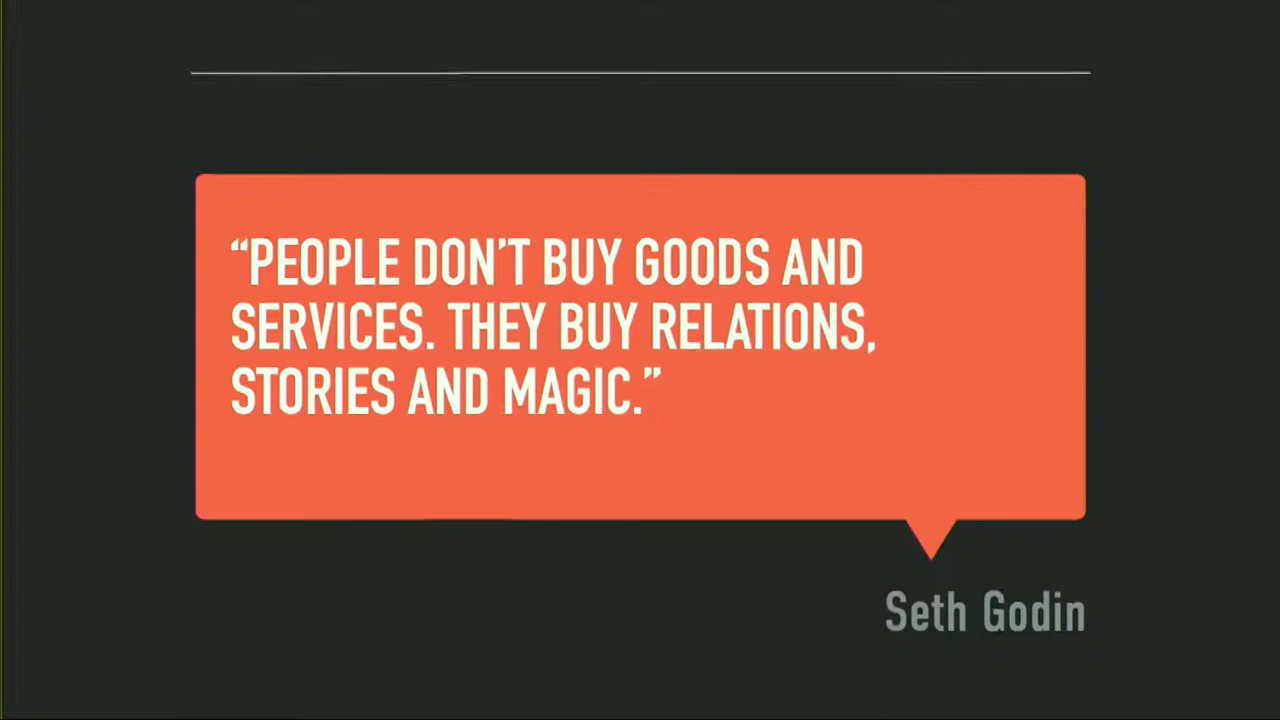 “PEOPLE DON’T BUY GOODS AND
SERVICES. THEY BUY RELATIONS,
STORIES AND MAGIC.”
Seth Godin